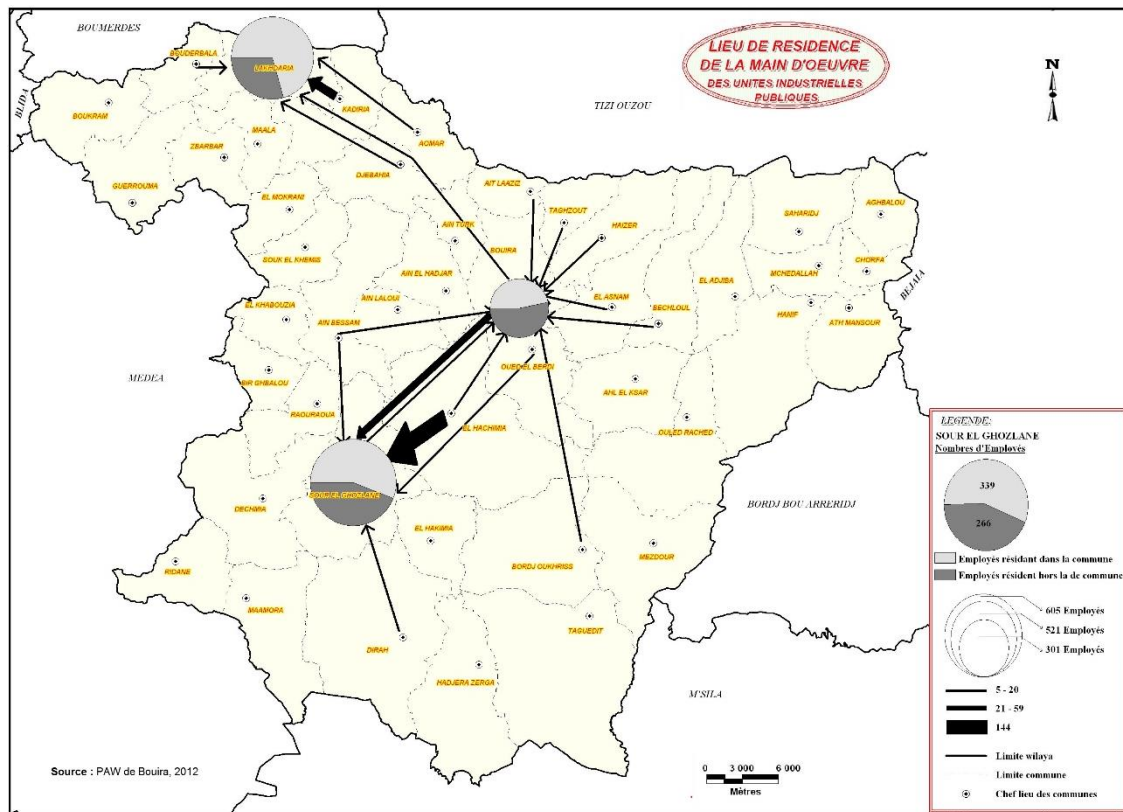 BOUMERDES
LIEU DE RESIDENCE
DE LA MAIN D'OEUVRE
DES UNITES INDUSTRIELLES
PUBLIQUES
N
BOUDERBALA
LAKHDARIA
BLIDA
BOUKRAM
KADIRIA
TIZI OUZOU
MAALA
AOMAR
ZBARBAR
DJEBAHIA
GUERROUMA
AIT LAAZIZ
EL MOKRANI
TAGHZOUT
HAIZER
SAHARIDJ
AGHBALOU
AIN TURK
BOUIRA
SOUK EL KHEMIS
CHORFA
MCHEDALLAH
AIN EL HADJAR
EL ADJIBA
BEJAIA
EL KHABOUZIA
AIN LALOUI
EL ASNAM
BECHLOUL
HANIF
ATH MANSOUR
AIN BESSAM
OUED EL BERDI
MEDEA
BIR GHBALOU
AHL EL KSAR
RAOURAOUA
EL HACHIMIA
OULED RACHED
SOUR EL GHOZLANE
DECHMIA
BORDJ BOU ARRERIDJ
EL HAKIMIA
RIDANE
BORDJ OUKHRISS
MEZDOUR
MAAMORA
TAGUEDIT
DIRAH
HADJERA ZERGA
M'SILA
LEGENDE:
SOUR EL GHOZLANE
Nombres d'Employés
339
266
Employés résidant dans la commune
Employés résident hors la de commune
605 Employés
521 Employés
301 Employés
5 - 20
21 - 59
144
Limite wilaya
Limite commune
Chef lieu des communes
Source : PAW de Bouira, 2012
0 3 000 6 000
Mètres